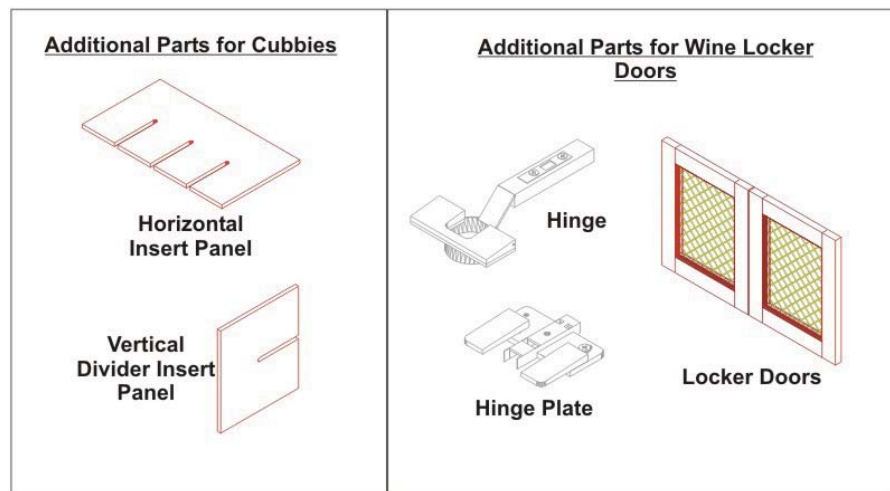 Additional Parts for Cubbies
Horizontal
Insert Panel
Vertical
Divider Insert
Panel
Additional Parts for Wine Locker
Doors
Hinge
Hinge Plate
Locker Doors